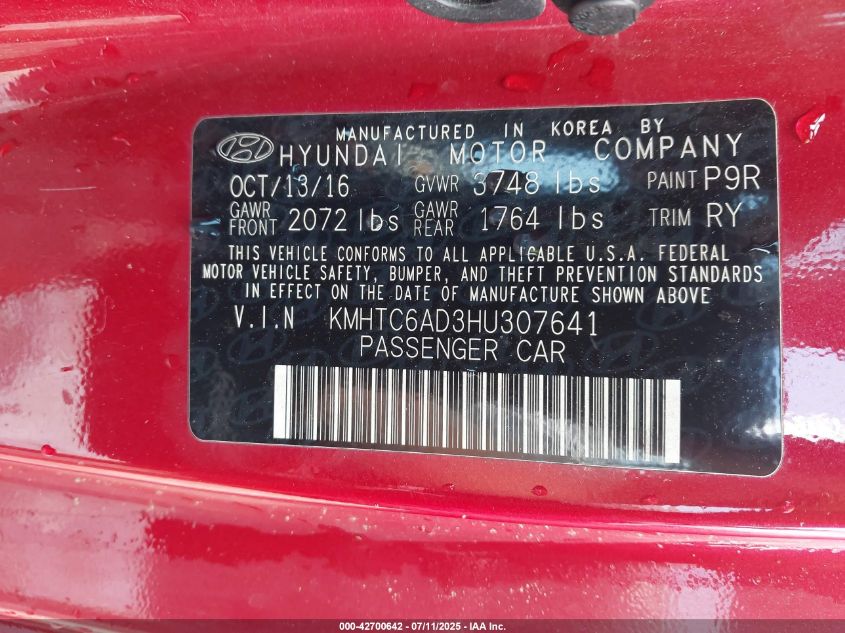 MANUFACTURED IN KOREA BY
HYUNDAI MOTOR COMPANY
OCT/13/16 GVWR 3748 lbs PAINT P9R
GAWR FRONT 2072 lbs GAWR REAR 1764 lbs TRIM RY
THIS VEHICLE CONFORMS TO ALL APPLICABLE U.S.A. FEDERAL
MOTOR VEHICLE SAFETY, BUMPER, AND THEFT PREVENTION STANDARDS
IN EFFECT ON THE DATE OF MANUFACTURE SHOWN ABOVE
V.I.N KMHTC6AD3HU307641
PASSENGER CAR
000-42700642 - 07/11/2025 - IAA Inc.